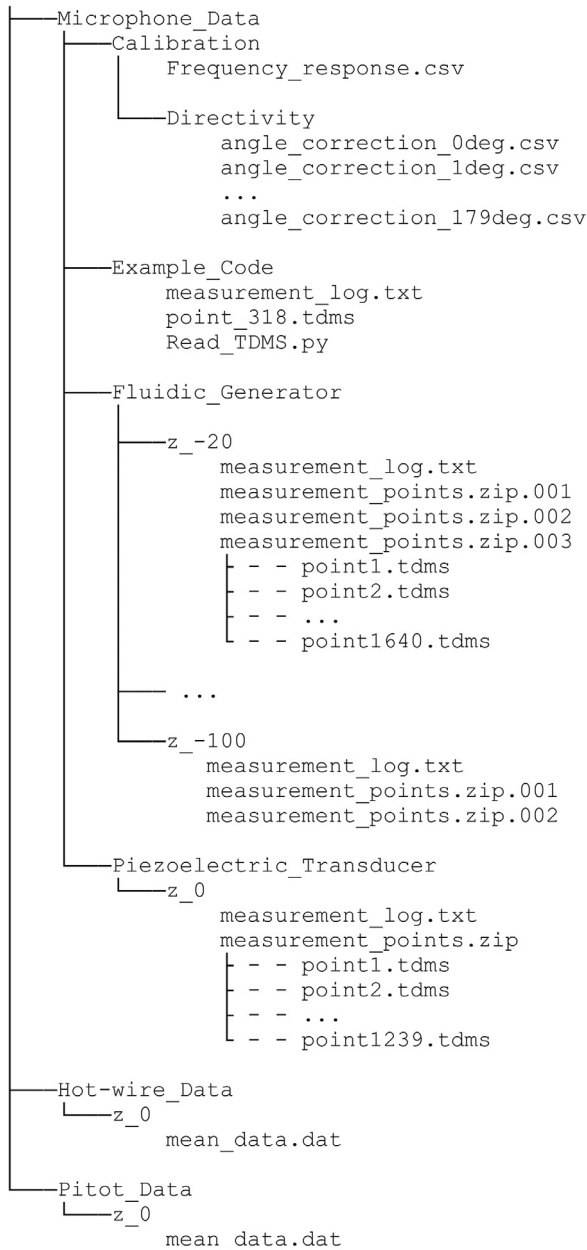 Microphone_Data
Calibration
Frequency_response.csv
Directivity
angle_correction_0deg.csv
angle_correction_1deg.csv
...
angle_correction_179deg.csv
Example_Code
measurement_log.txt
point_318.tdms
Read_TDMS.py
Fluidic_Generator
z_-20
measurement_log.txt
measurement_points.zip.001
measurement_points.zip.002
measurement_points.zip.003
point1.tdms
point2.tdms
...
point1640.tdms
...
z_-100
measurement_log.txt
measurement_points.zip.001
measurement_points.zip.002
Piezoelectric_Transducer
z_0
measurement_log.txt
measurement_points.zip
point1.tdms
point2.tdms
...
point1239.tdms
Hot-wire_Data
z_0
mean_data.dat
Pitot_Data
z_0
mean_data.dat